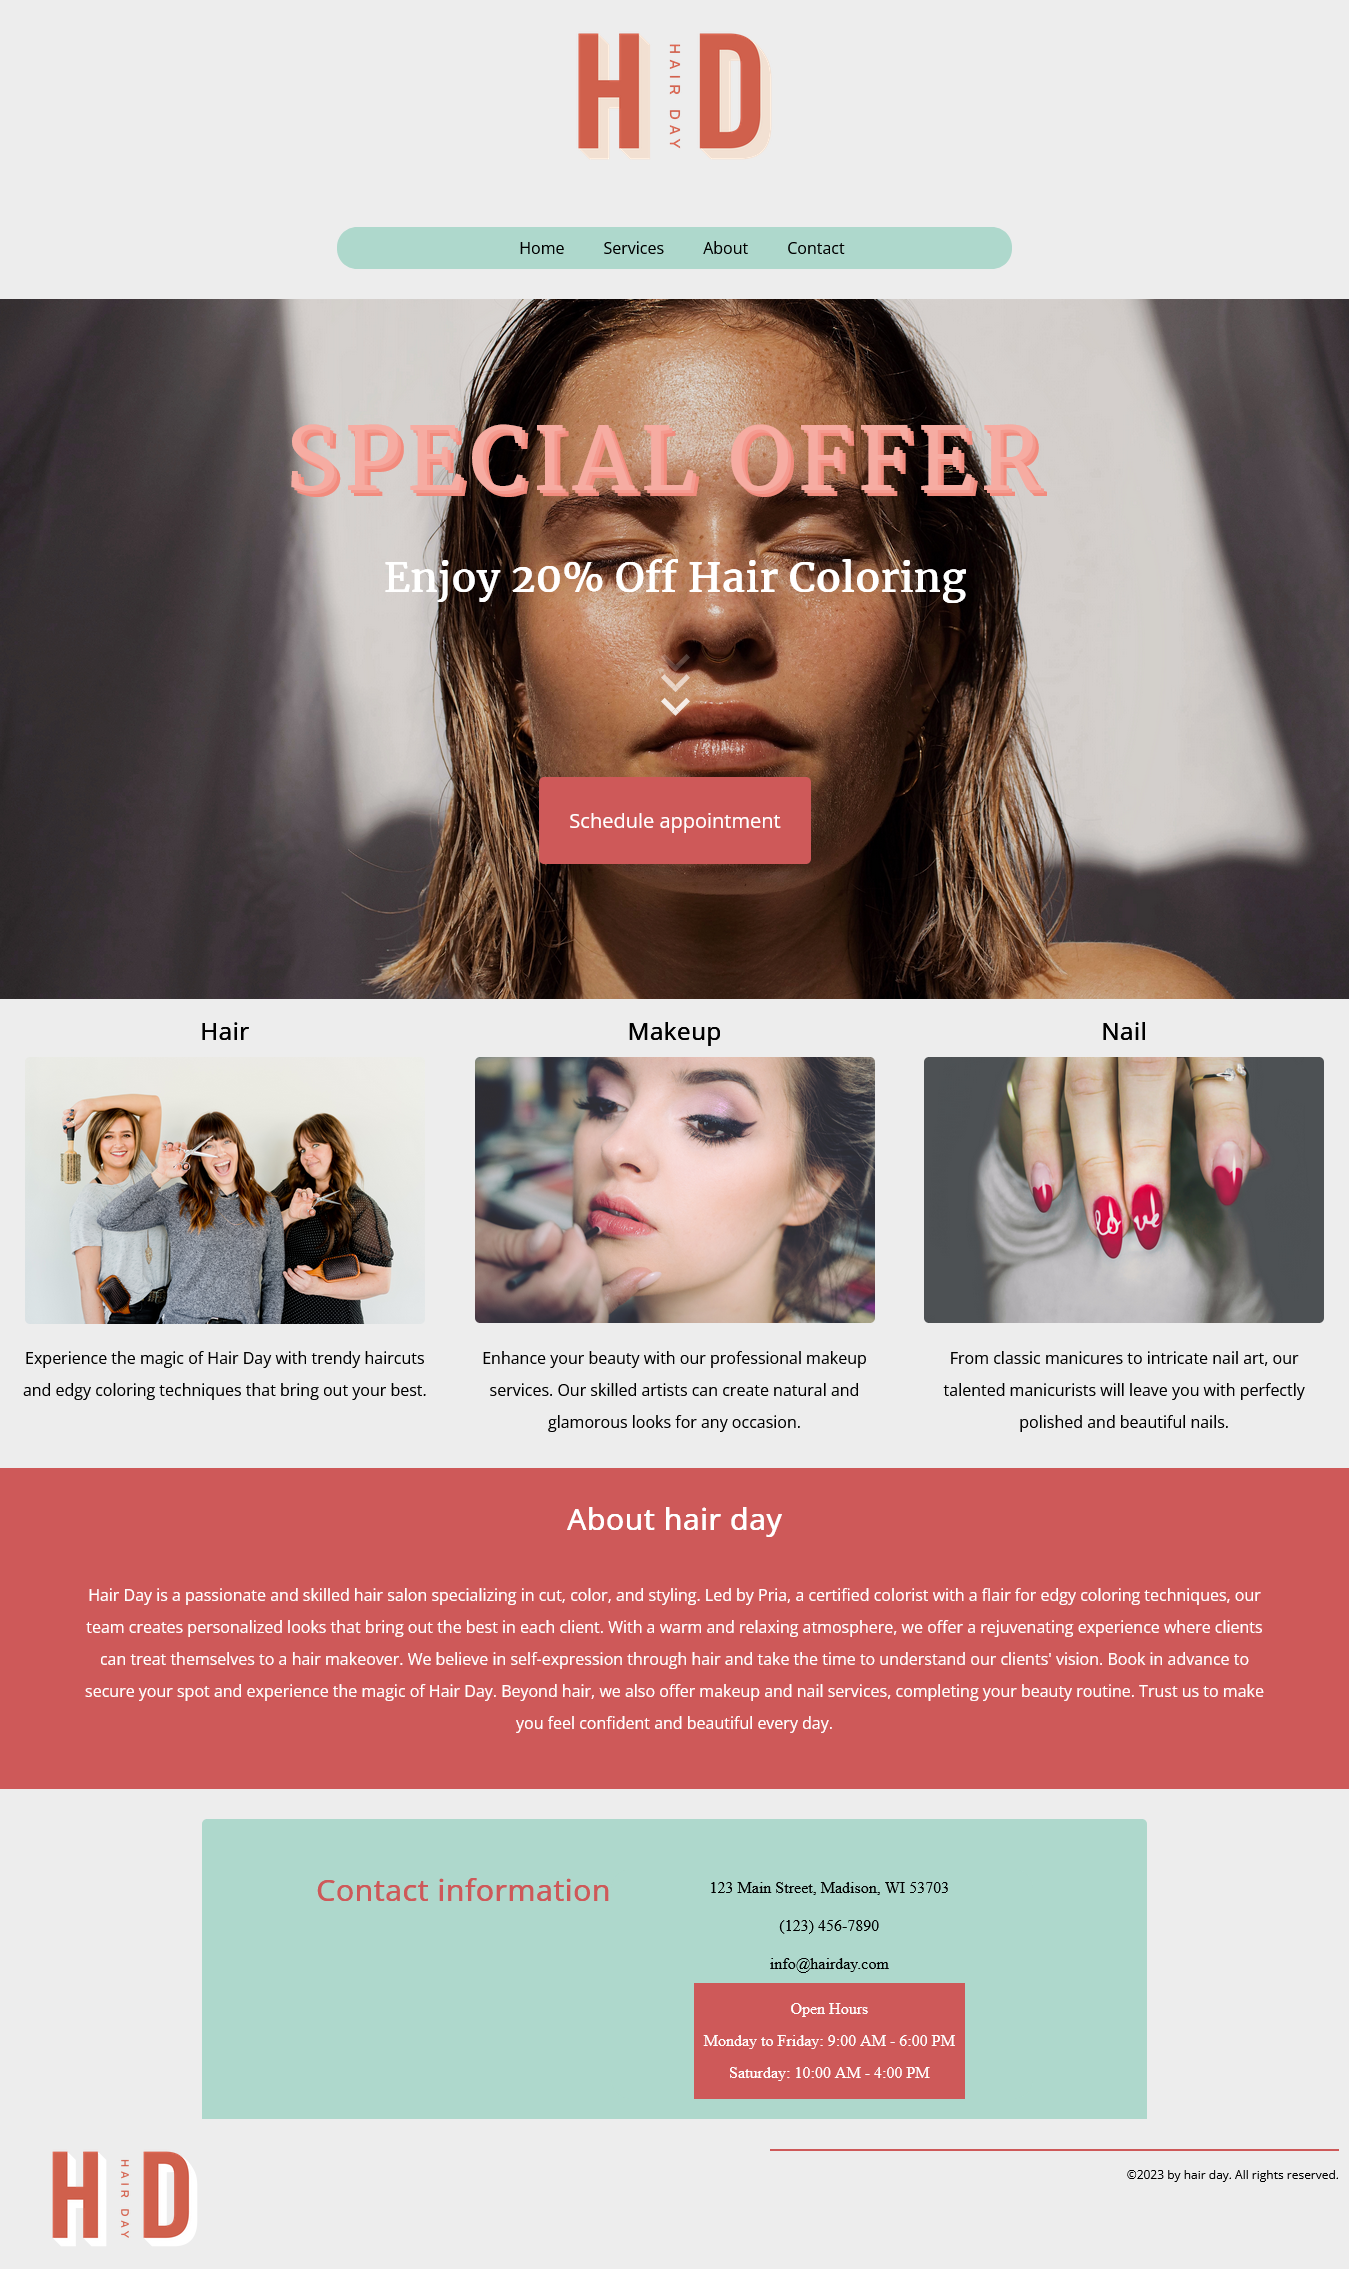 HD
HAIR DAY
Home Services About Contact
SPECIAL OFFER
Enjoy 20% Off Hair Coloring
Schedule appointment
Hair
Experience the magic of Hair Day with trendy haircuts
and edgy coloring techniques that bring out your best.
Makeup
Enhance your beauty with our professional makeup
services. Our skilled artists can create natural and
glamorous looks for any occasion.
Nail
love
From classic manicures to intricate nail art, our
talented manicurists will leave you with perfectly
polished and beautiful nails.
About hair day
Hair Day is a passionate and skilled hair salon specializing in cut, color, and styling. Led by Pria, a certified colorist with a flair for edgy coloring techniques, our
team creates personalized looks that bring out the best in each client. With a warm and relaxing atmosphere, we offer a rejuvenating experience where clients
can treat themselves to a hair makeover. We believe in self-expression through hair and take the time to understand our clients' vision. Book in advance to
secure your spot and experience the magic of Hair Day. Beyond hair, we also offer makeup and nail services, completing your beauty routine. Trust us to make
you feel confident and beautiful every day.
Contact information
123 Main Street, Madison, WI 53703
(123) 456-7890
info@hairday.com
Open Hours
Monday to Friday: 9:00 AM - 6:00 PM
Saturday: 10:00 AM - 4:00 PM
HD
HAIR DAY
©2023 by hair day. All rights reserved.